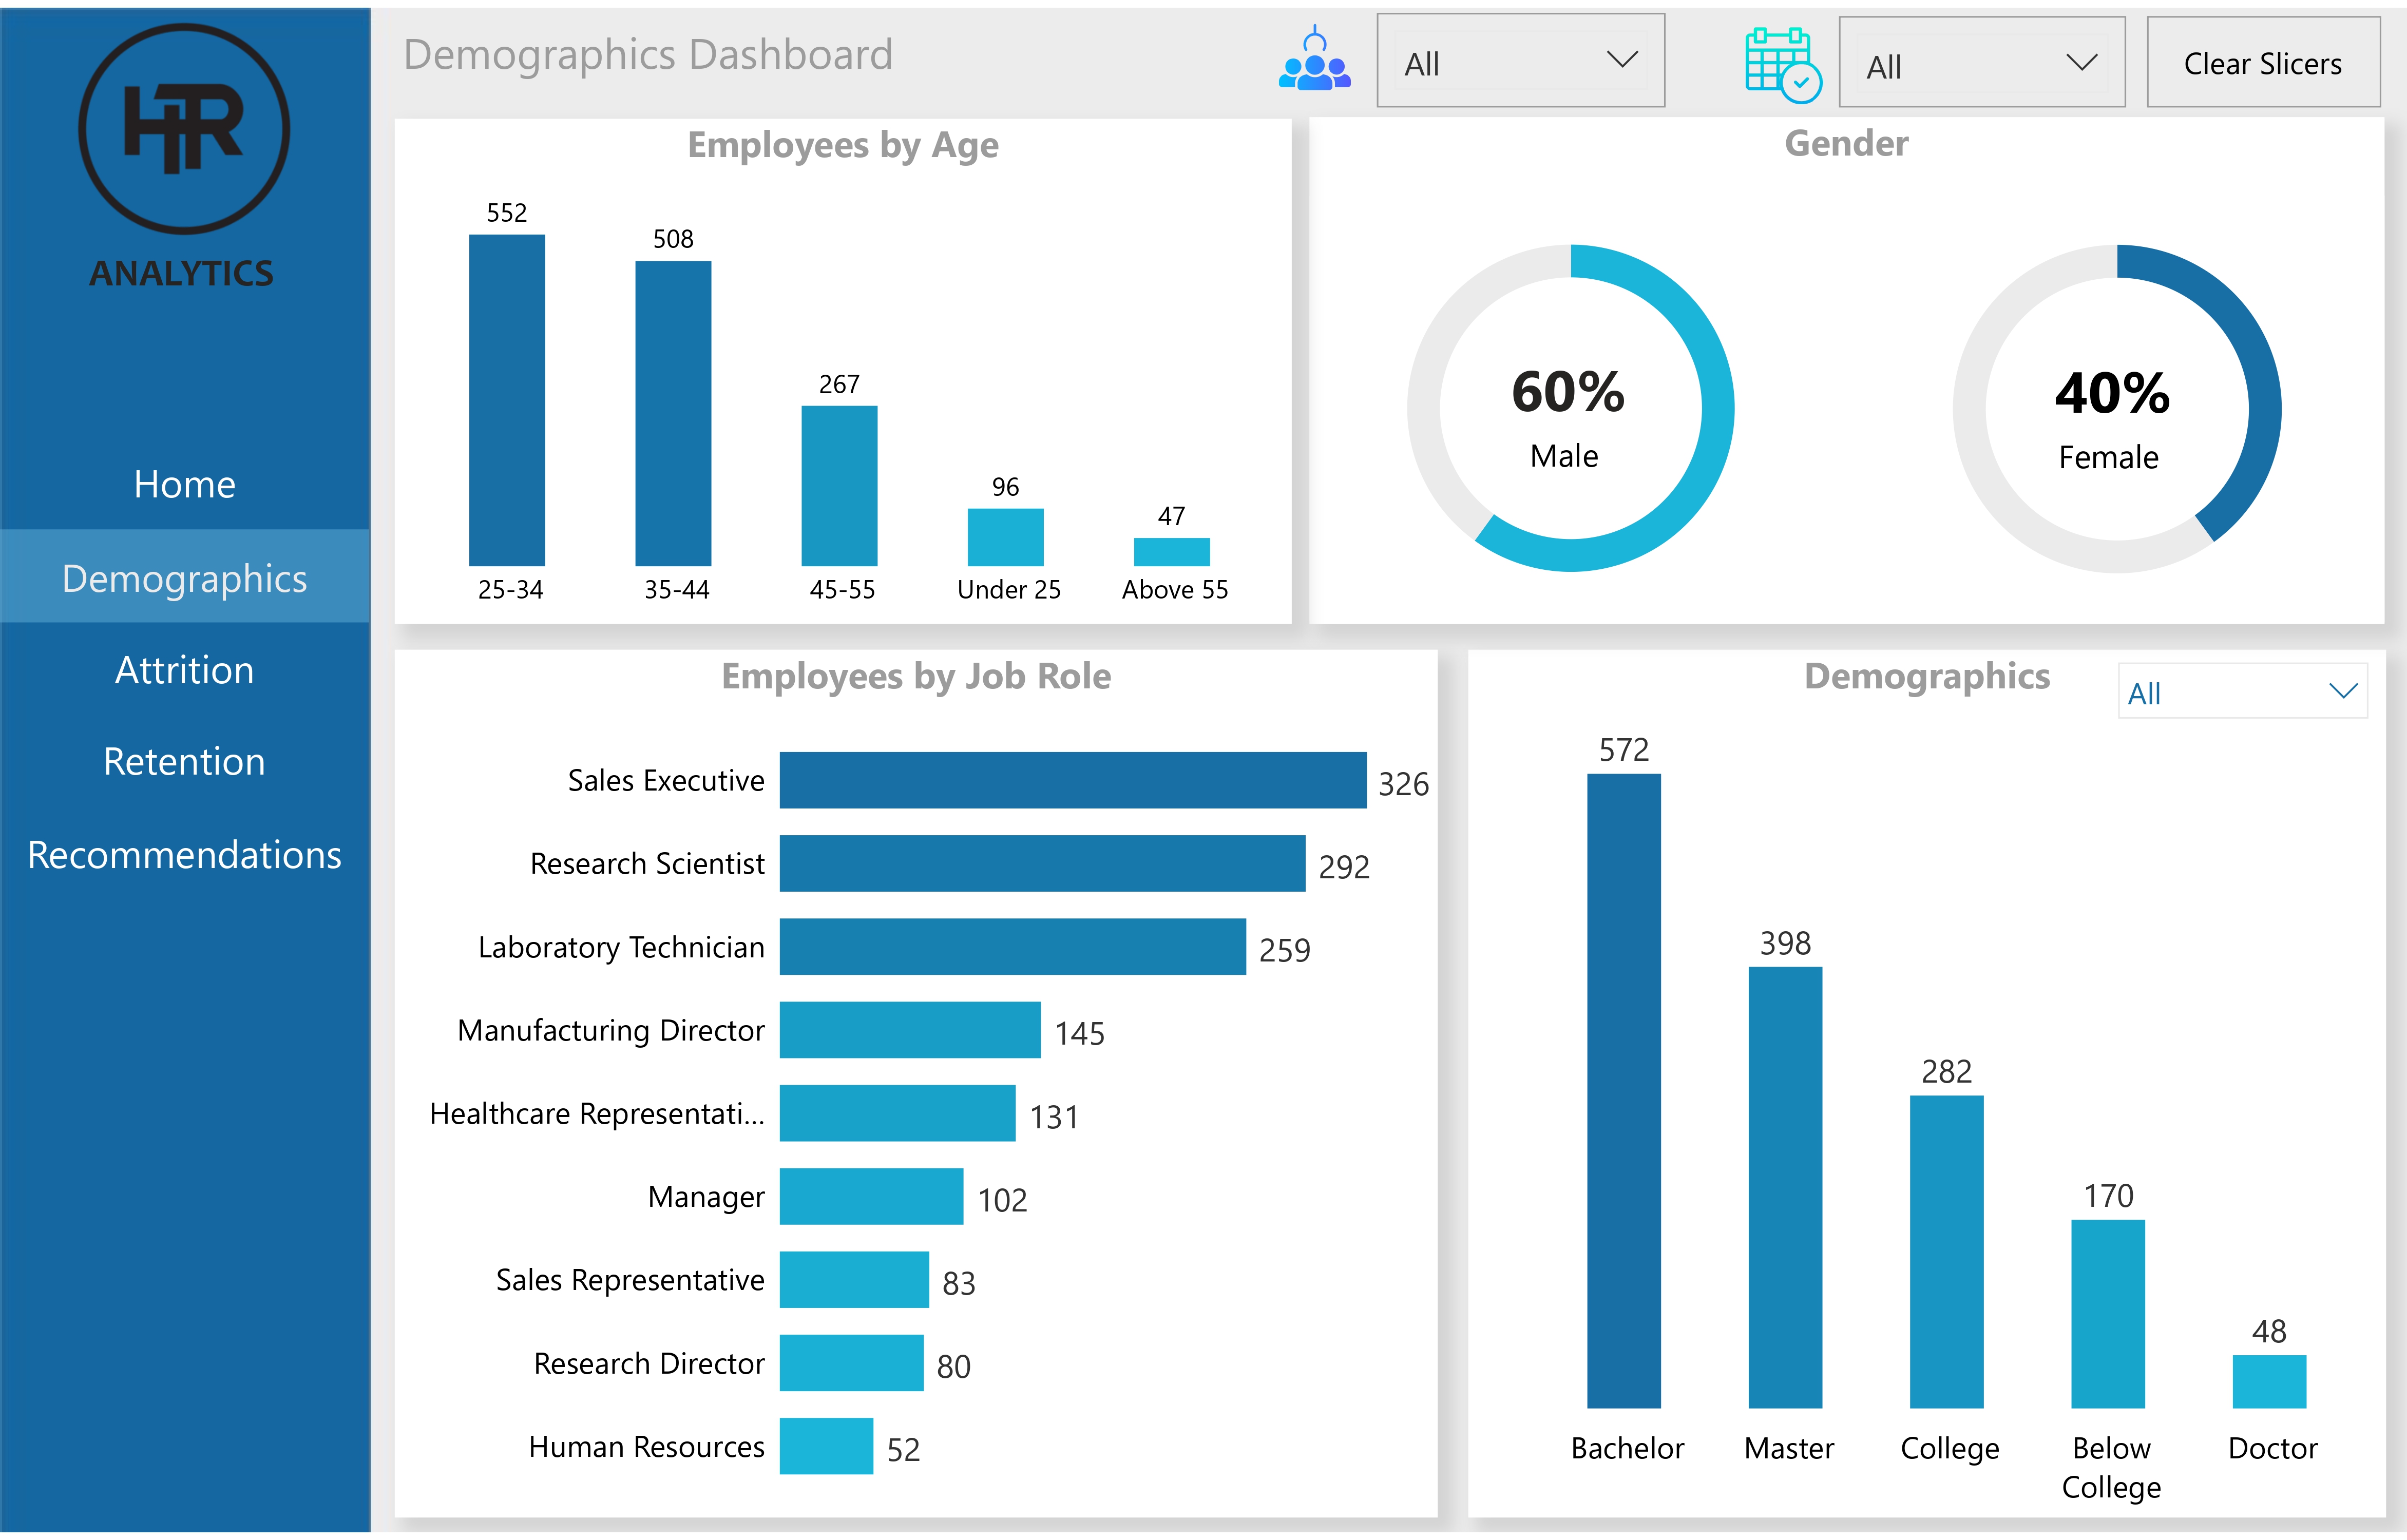 HR
ANALYTICS
Home
Demographics
Attrition
Retention
Recommendations
Demographics Dashboard
All
All
Clear Slicers
Employees by Age
552
508
267
96
47
25-34
35-44
45-55
Under 25
Above 55
Gender
60%
Male
40%
Female
Employees by Job Role
Sales Executive
326
Research Scientist
292
Laboratory Technician
259
Manufacturing Director
145
Healthcare Representati...
131
Manager
102
Sales Representative
83
Research Director
80
Human Resources
52
Demographics
All
572
398
282
170
48
Bachelor
Master
College
Below
College
Doctor